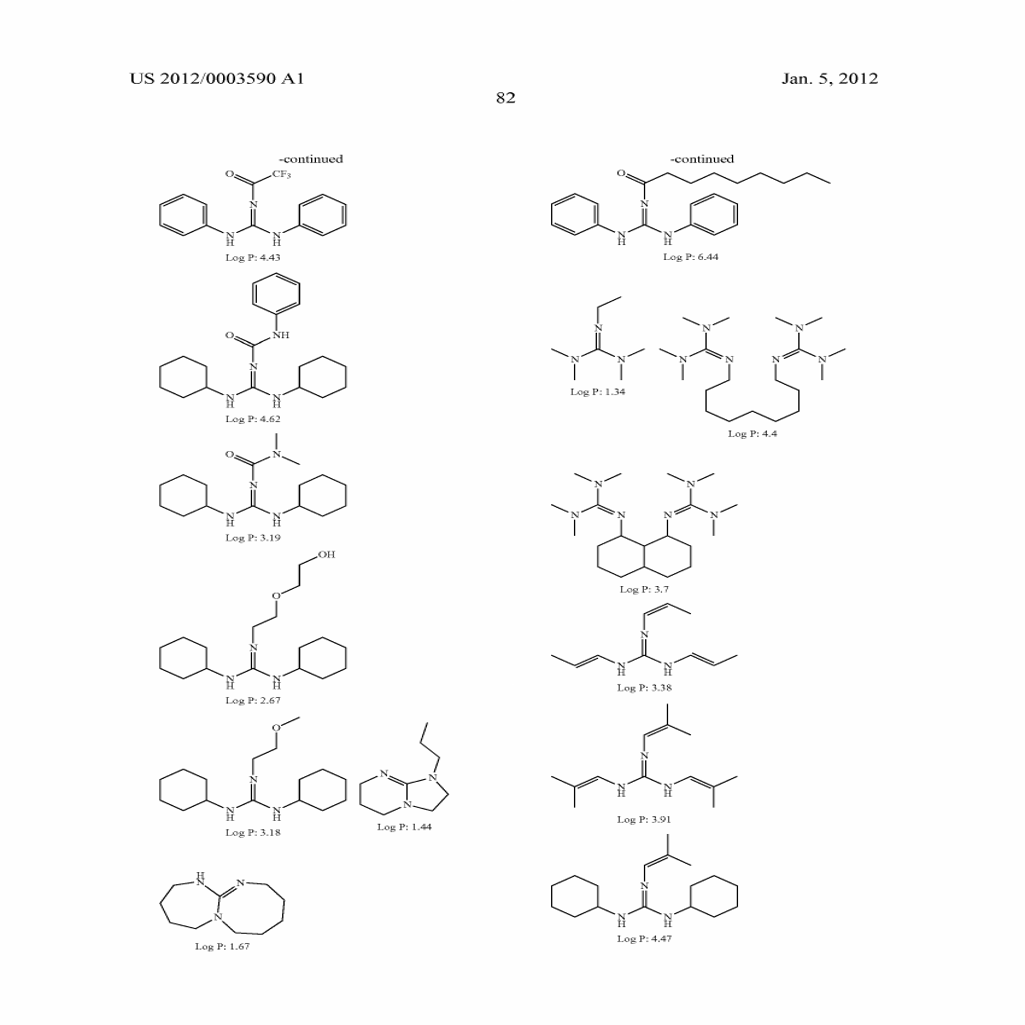 US 2012/0003590 A1
Jan. 5, 2012
82
-continued
O
CF3
N
N
H
N
H
Log P: 4.43
O
NH
N
N
H
N
H
Log P: 4.62
O
N
N
N
H
N
H
Log P: 3.19
OH
O
N
N
H
N
H
Log P: 2.67
O
N
N
H
N
H
Log P: 3.18
N
N
N
Log P: 1.44
H
N
N
N
Log P: 1.67
-continued
O
N
N
H
N
H
Log P: 6.44
N
N
N
Log P: 1.34
N
N
N
N
N
N
Log P: 4.4
N
N
N
N
N
N
Log P: 3.7
N
N
H
N
H
Log P: 3.38
N
N
H
N
H
Log P: 3.91
N
N
H
N
H
Log P: 4.47